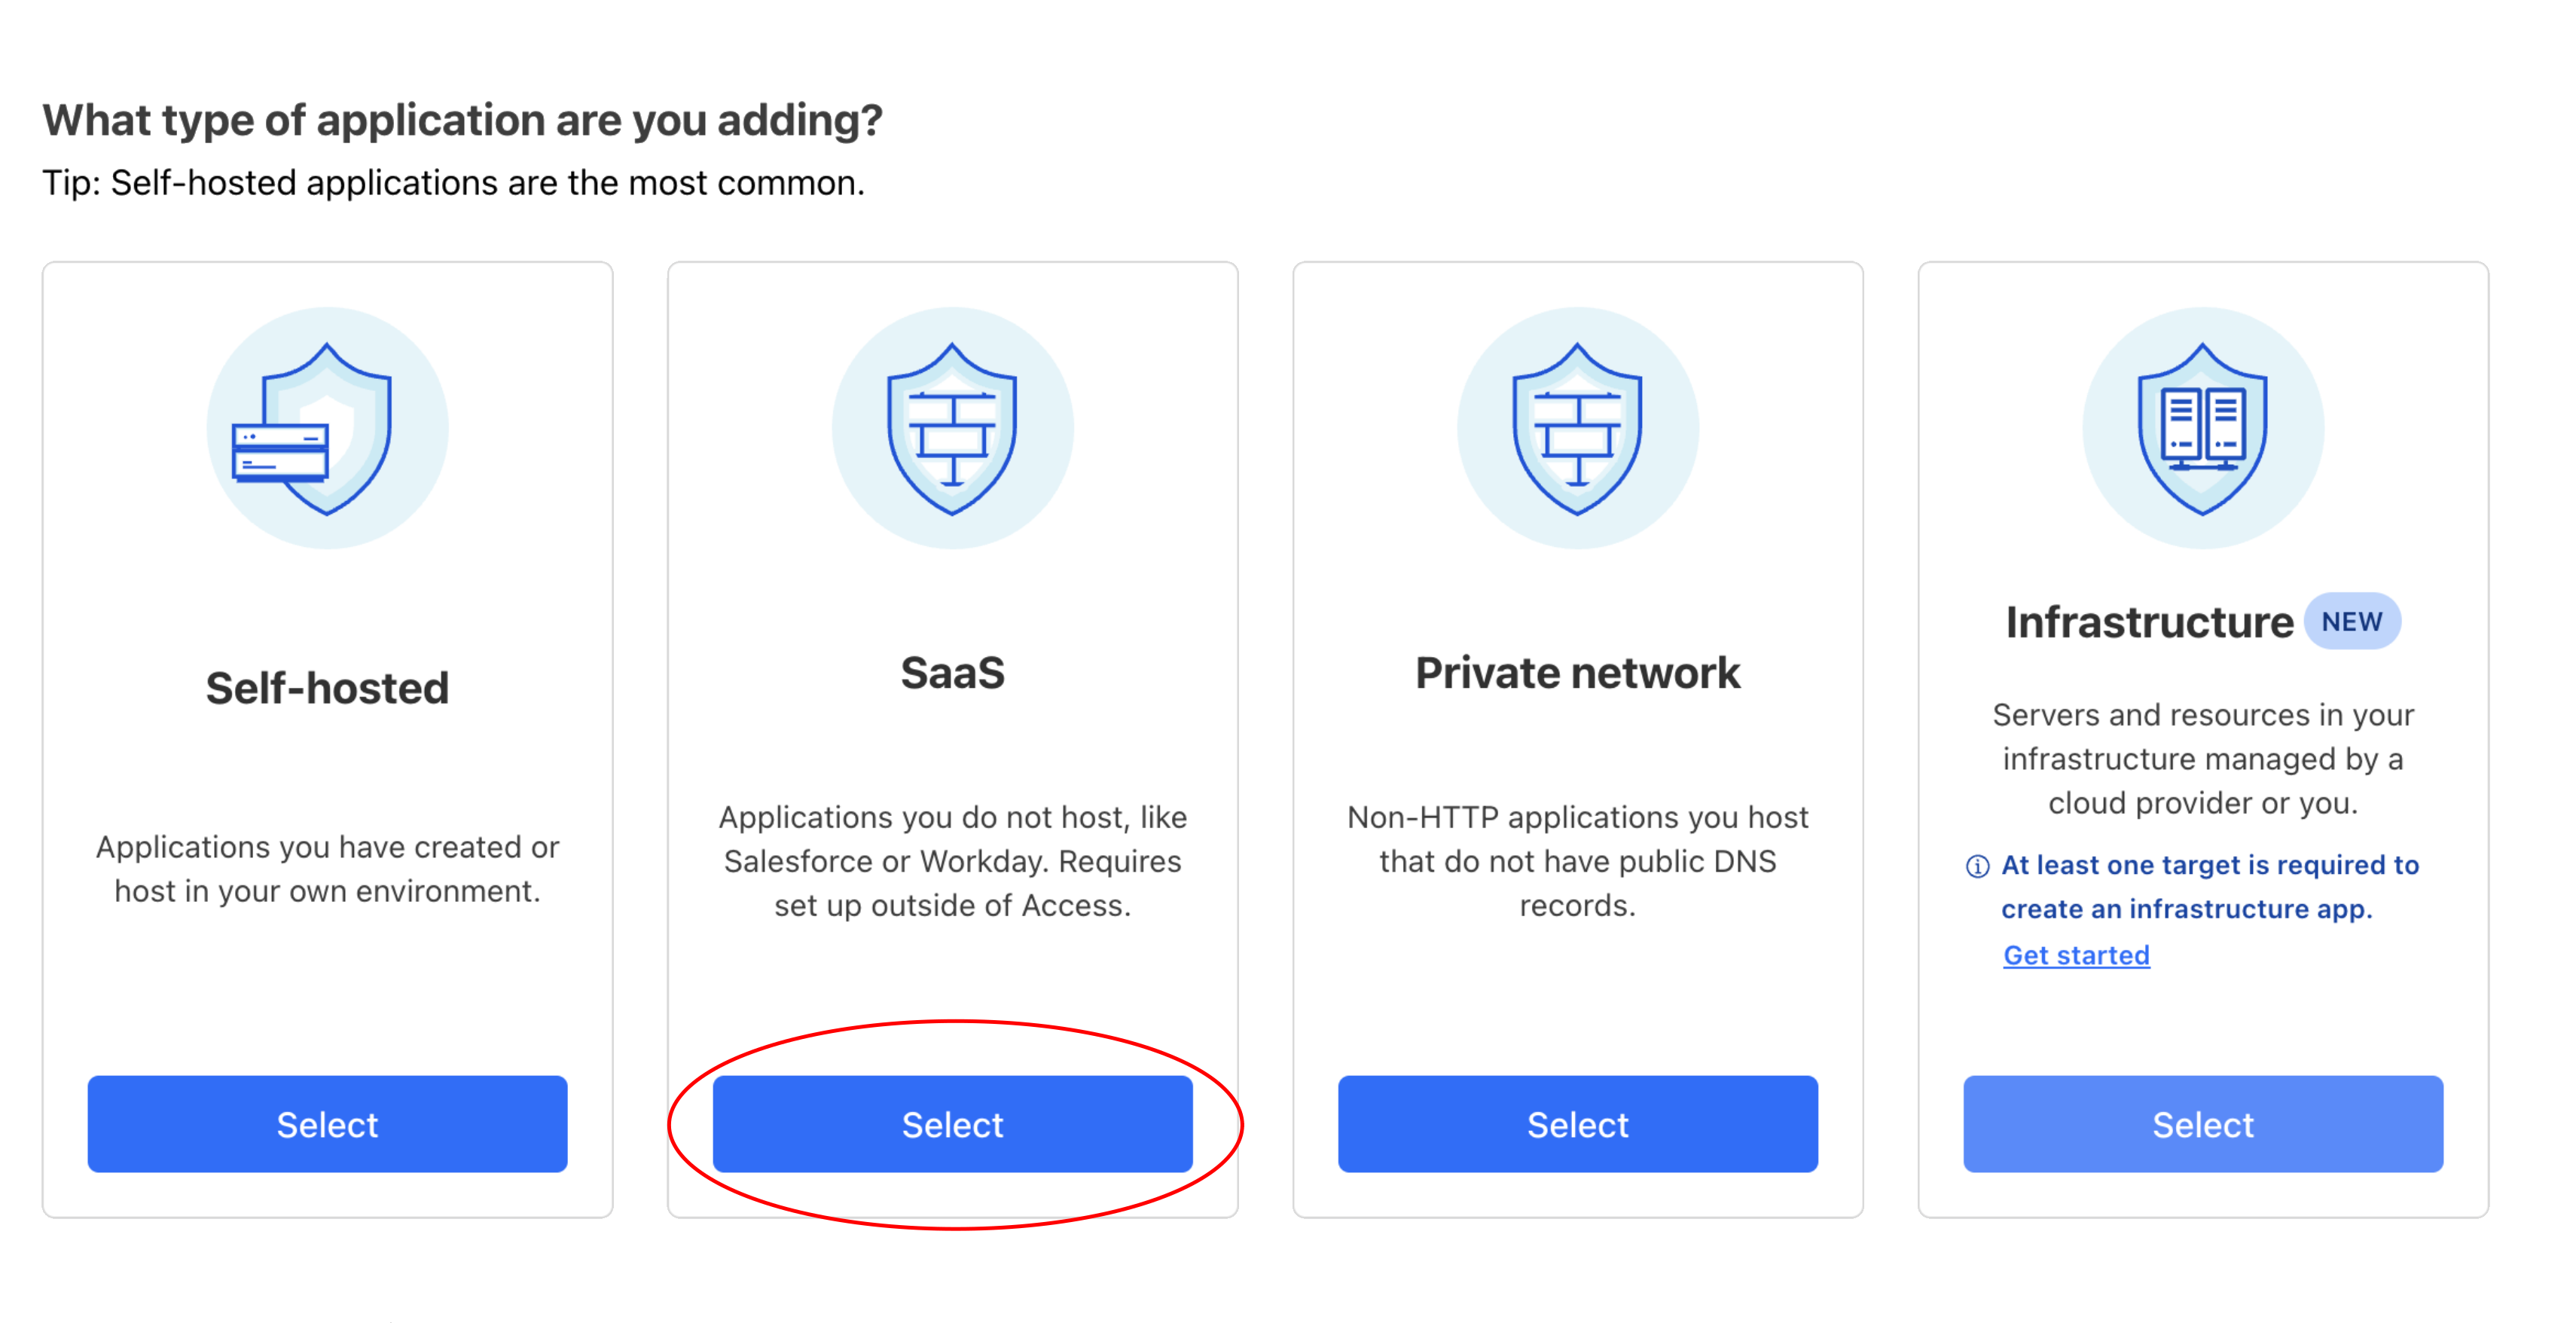 What type of application are you adding?
Tip: Self-hosted applications are the most common.
Self-hosted
Applications you have created or
host in your own environment.
Select
SaaS
Applications you do not host, like
Salesforce or Workday. Requires
set up outside of Access.
Select
Private network
Non-HTTP applications you host
that do not have public DNS
records.
Select
Infrastructure NEW
Servers and resources in your
infrastructure managed by a
cloud provider or you.
At least one target is required to
create an infrastructure app.
Get started
Select